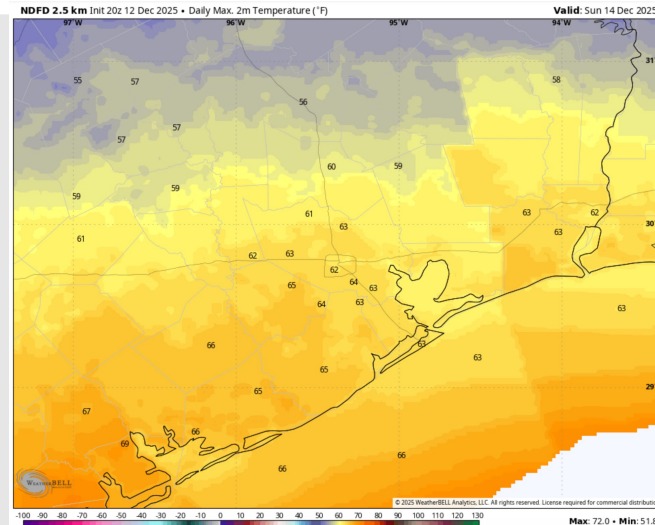 NDFD 2.5 km Init 20z 12 Dec 2025 • Daily Max. 2m Temperature (°F)
Valid: Sun 14 Dec 2025
97°W 96°W 95°W 94°W
31°
55 57 58
56
57
57
60 59
59 59
61 63 63 62
30°
61 63
62 63
62
65 64 63
64 63
63
66 63
63
65
29°
65
67
66
69
66 66
WEATHERBELL
© 2025 WeatherBELL Analytics, LLC. All rights reserved. License required for commercial distribution
-100 -90 -80 -70 -60 -50 -40 -30 -20 -10 0 10 20 30 40 50 60 70 80 90 100 110 120 130
Max: 72.0 • Min: 51.8